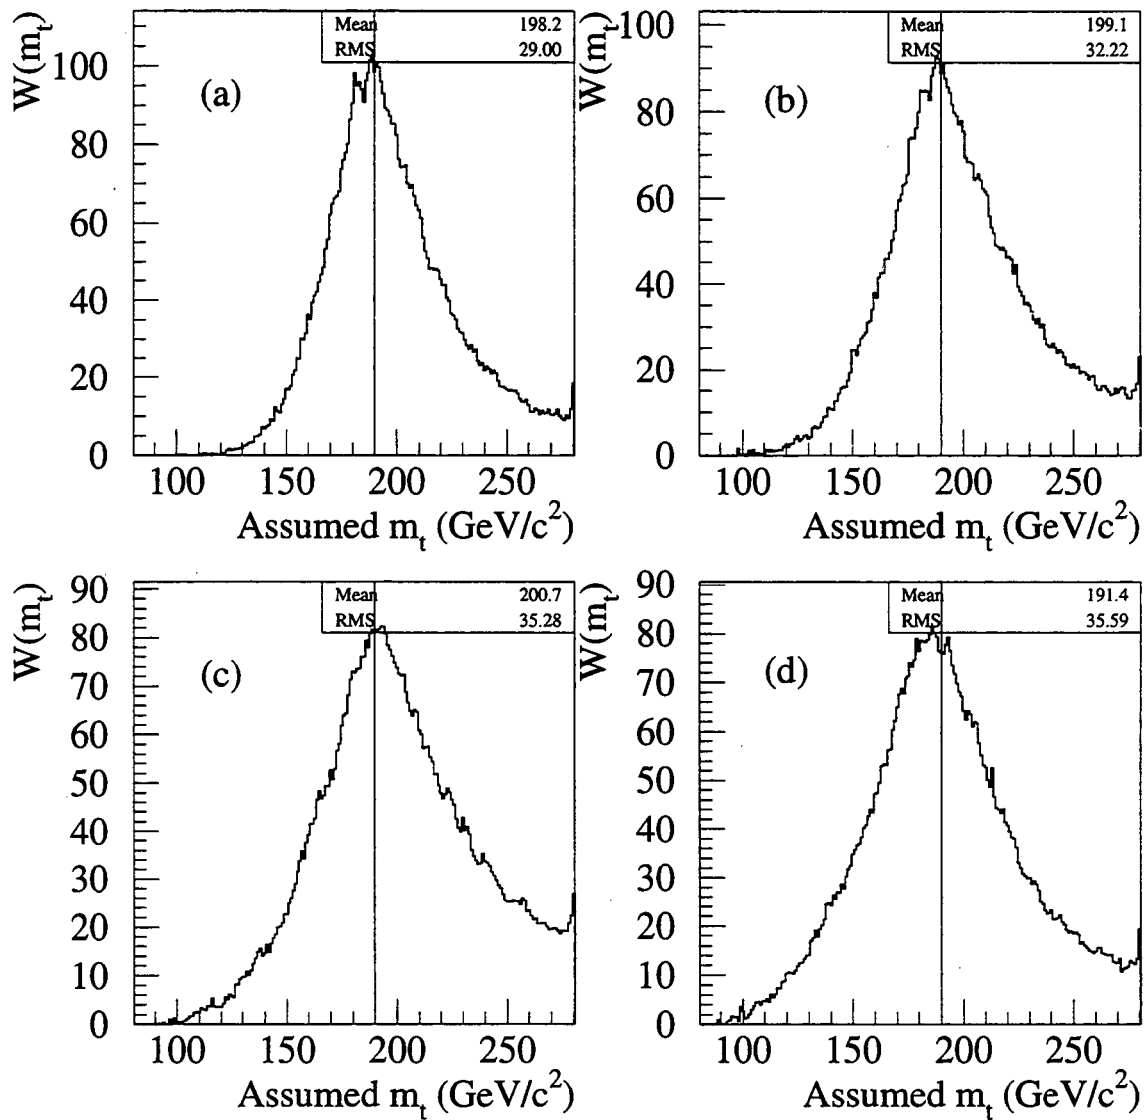 W(m_t)
Mean 198.2
RMS 29.00
(a)
100
80
60
40
20
0
100 150 200 250
Assumed m_t (GeV/c^2)
W(m_t)
Mean 199.1
RMS 32.22
(b)
100
80
60
40
20
0
100 150 200 250
Assumed m_t (GeV/c^2)
W(m_t)
Mean 200.7
RMS 35.28
(c)
90
80
70
60
50
40
30
20
10
0
100 150 200 250
Assumed m_t (GeV/c^2)
W(m_t)
Mean 191.4
RMS 35.59
(d)
90
80
70
60
50
40
30
20
10
0
100 150 200 250
Assumed m_t (GeV/c^2)